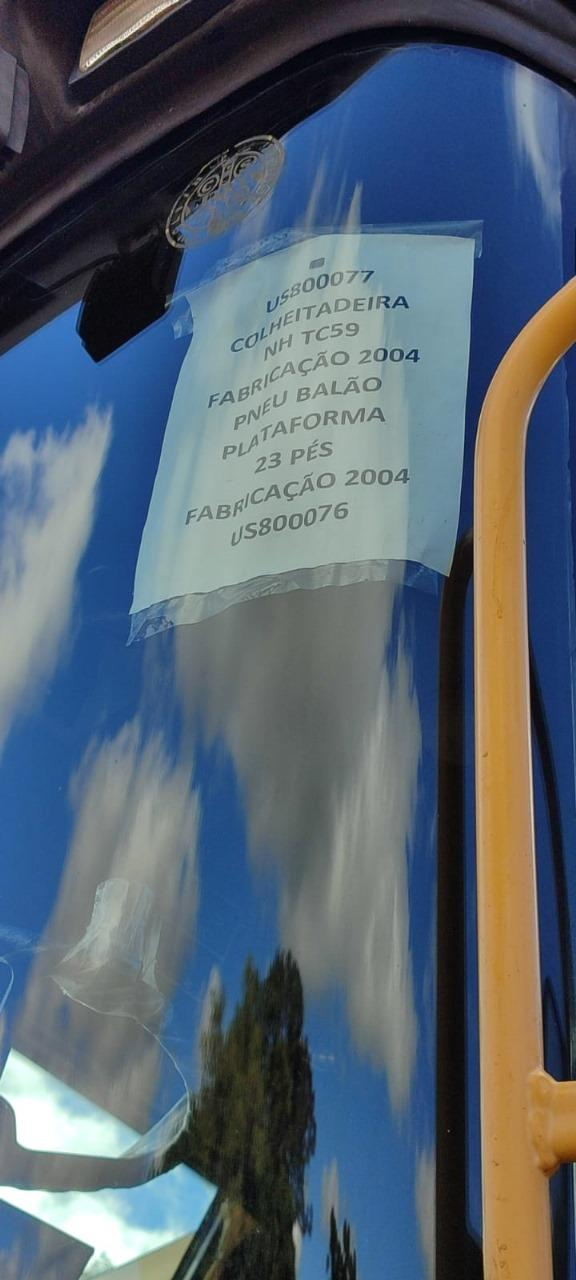 US800077
COLHEITADEIRA
NH TC59
FABRICAÇÃO 2004
PNEU BALÃO
PLATAFORMA
23 PÉS
FABRICAÇÃO 2004
US800076